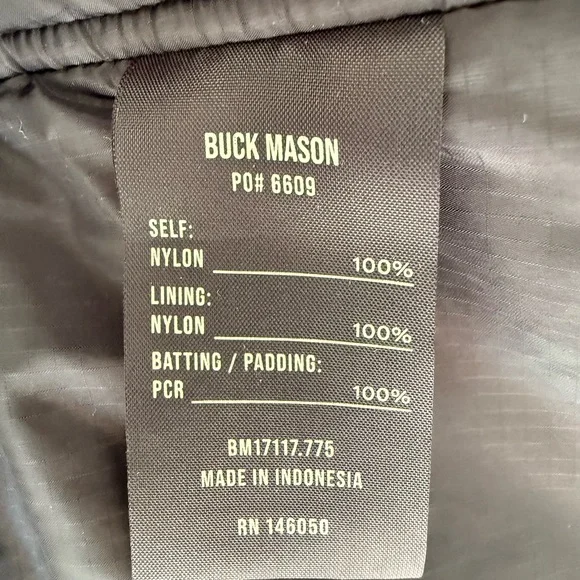 BUCK MASON
PO# 6609
SELF:
NYLON 100%
LINING:
NYLON 100%
BATTING / PADDING:
PCR 100%
BM17117.775
MADE IN INDONESIA
RN 146050